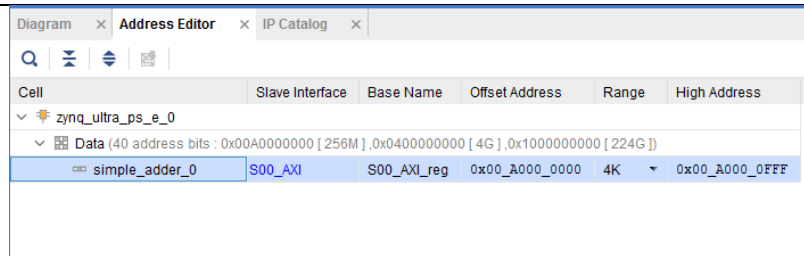 Diagram × Address Editor × IP Catalog ×
Cell Slave Interface Base Name Offset Address Range High Address
zynq_ultra_ps_e_0
Data (40 address bits : 0x00A0000000 [ 256M ] ,0x0400000000 [ 4G ] ,0x1000000000 [ 224G ])
simple_adder_0 S00_AXI S00_AXI_reg 0x00_A000_0000 4K 0x00_A000_0FFF